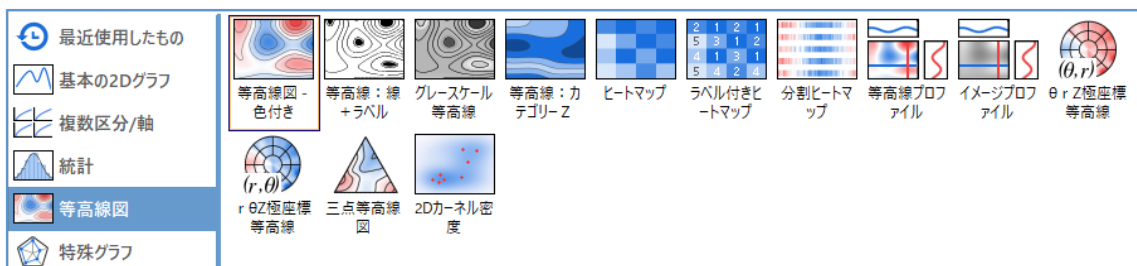 最近使用したもの
基本の2Dグラフ
複数区分/軸
統計
等高線図
特殊グラフ
等高線図 -
色付き
等高線：線
+ラベル
グレースケール
等高線
等高線：カ
テゴリーZ
ヒートマップ
2 1 2 1
5 3 1 2
4 1 3 1
5 4 2 4
ラベル付きヒ
ートマップ
分割ヒートマ
ップ
等高線プロフ
ァイル
イメージプロフ
ァイル
(θ,r)
θ r Z極座標
等高線
(r,θ)
r θZ極座標
等高線
三点等高線
図
2Dカーネル密
度